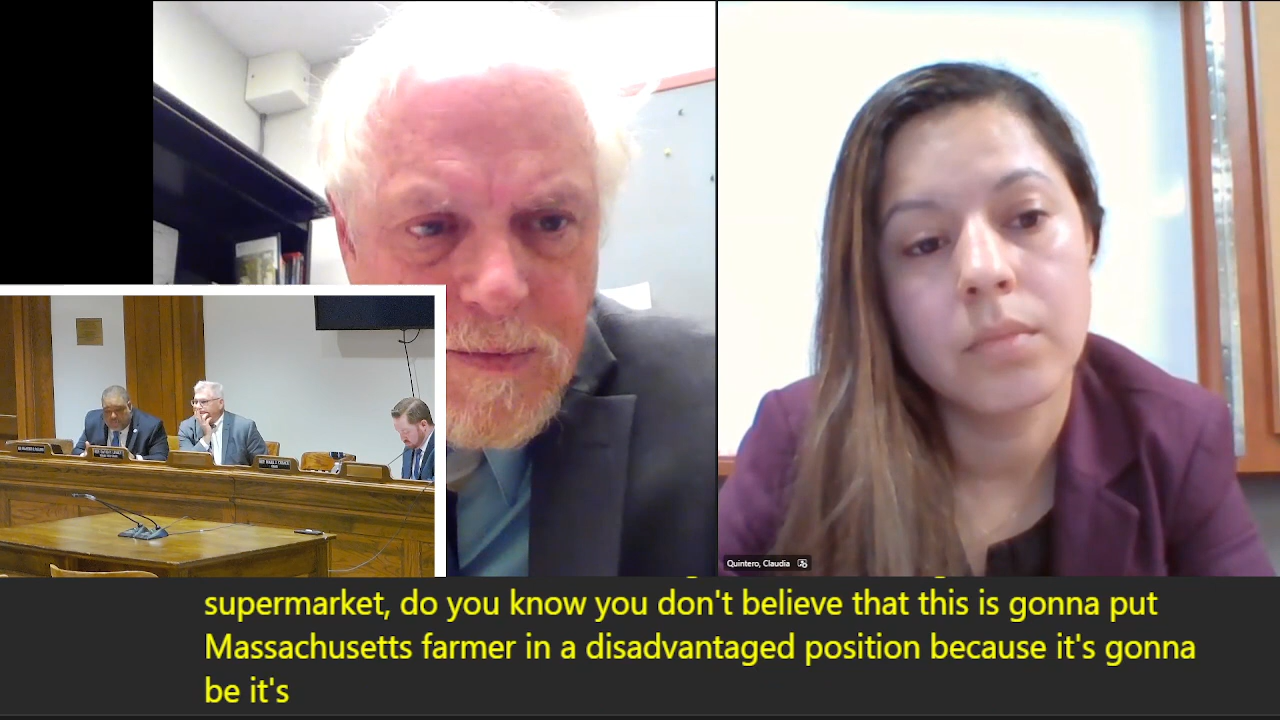 Quintero, Claudia
supermarket, do you know you don't believe that this is gonna put
Massachusetts farmer in a disadvantaged position because it's gonna
be it's